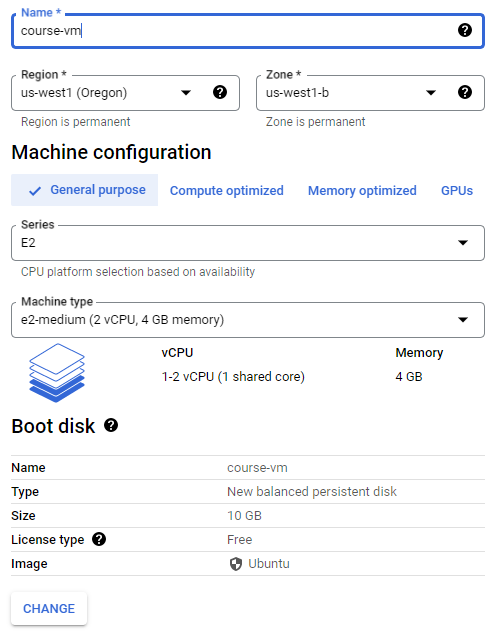 Name *
course-vm
Region *
Zone *
us-west1 (Oregon)
us-west1-b
Region is permanent
Zone is permanent
Machine configuration
General purpose
Compute optimized
Memory optimized
GPUs
Series
E2
CPU platform selection based on availability
Machine type
e2-medium (2 vCPU, 4 GB memory)
vCPU
Memory
1-2 vCPU (1 shared core)
4 GB
Boot disk
Name course-vm
Type New balanced persistent disk
Size 10 GB
License type Free
Image Ubuntu
CHANGE